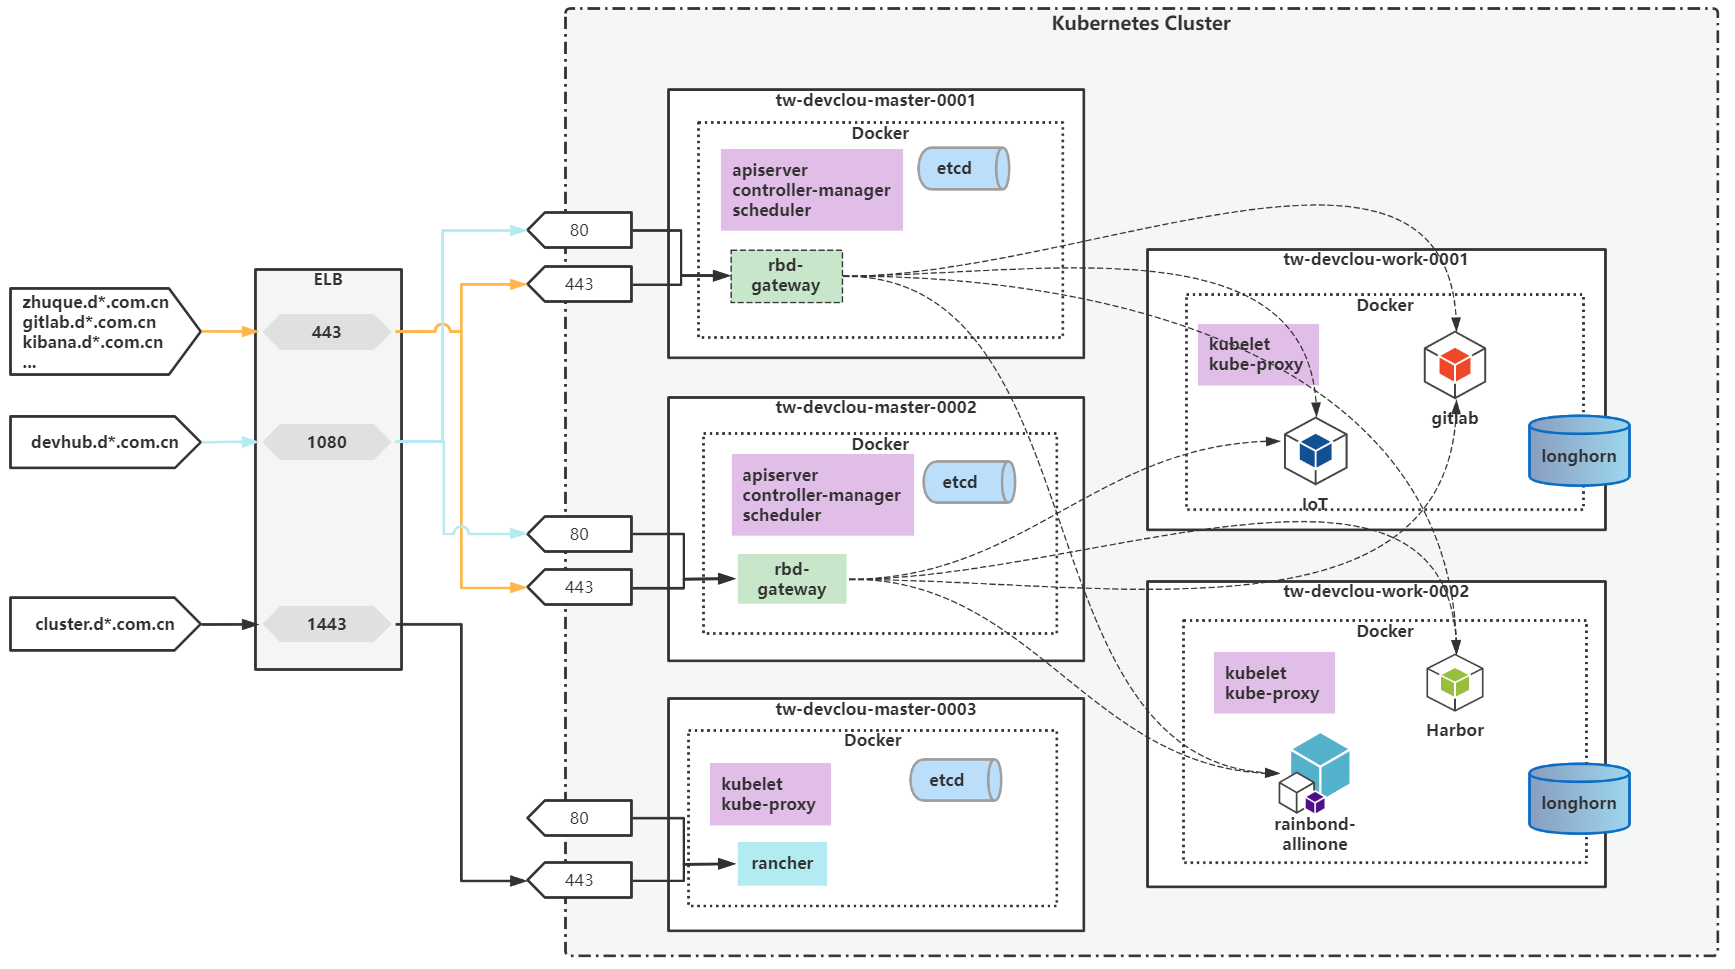 Kubernetes Cluster
zhuque.d*.com.cn
gitlab.d*.com.cn
kibana.d*.com.cn
...
devhub.d*.com.cn
cluster.d*.com.cn
ELB
443
1080
1443
80
443
80
443
80
443
tw-devclou-master-0001
Docker
apiserver
controller-manager
scheduler
etcd
rbd-
gateway
tw-devclou-master-0002
Docker
apiserver
controller-manager
scheduler
etcd
rbd-
gateway
tw-devclou-master-0003
Docker
kubelet
kube-proxy
etcd
rancher
tw-devclou-work-0001
Docker
kubelet
kube-proxy
gitlab
IoT
longhorn
tw-devclou-work-0002
Docker
kubelet
kube-proxy
Harbor
rainbond-
allinone
longhorn